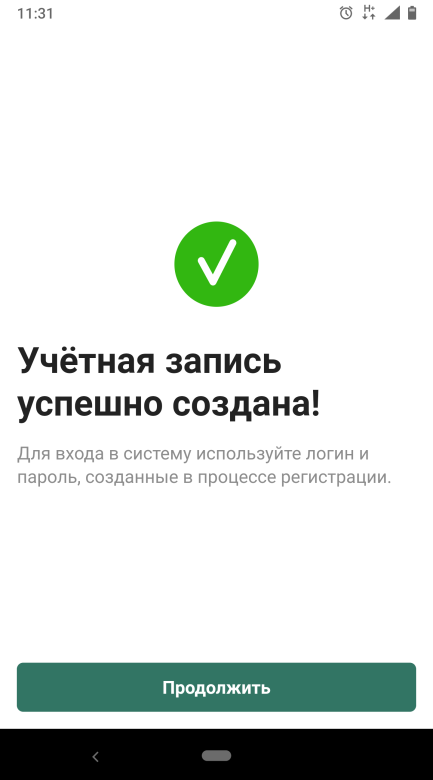 11:31
H+
Учётная запись
успешно создана!
Для входа в систему используйте логин и
пароль, созданные в процессе регистрации.
Продолжить